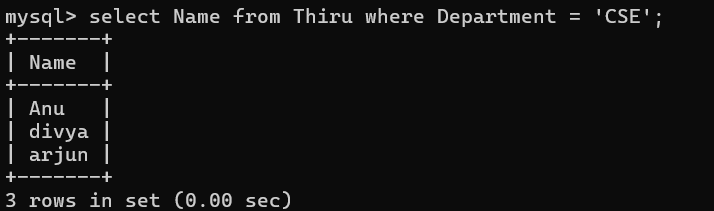 mysql> select Name from Thiru where Department = 'CSE';
+-------+
| Name  |
+-------+
| Anu   |
| divya |
| arjun |
+-------+
3 rows in set (0.00 sec)